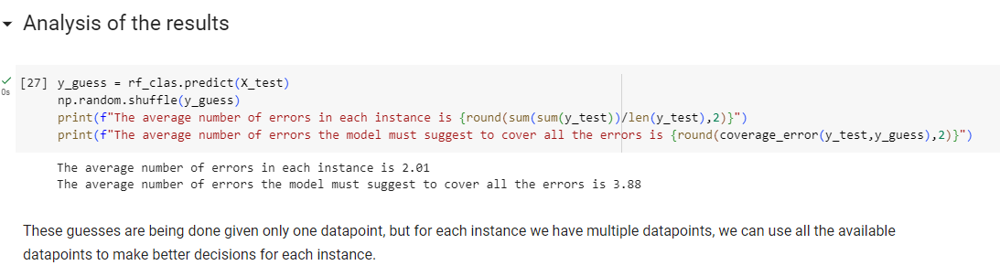 Analysis of the results
[27] y_guess = rf_clas.predict(X_test)
0s
np.random.shuffle(y_guess)
print(f"The average number of errors in each instance is {round(sum(sum(y_test))/len(y_test),2)}")
print(f"The average number of errors the model must suggest to cover all the errors is {round(coverage_error(y_test,y_guess),2)}")
The average number of errors in each instance is 2.01
The average number of errors the model must suggest to cover all the errors is 3.88
These guesses are being done given only one datapoint, but for each instance we have multiple datapoints, we can use all the available
datapoints to make better decisions for each instance.